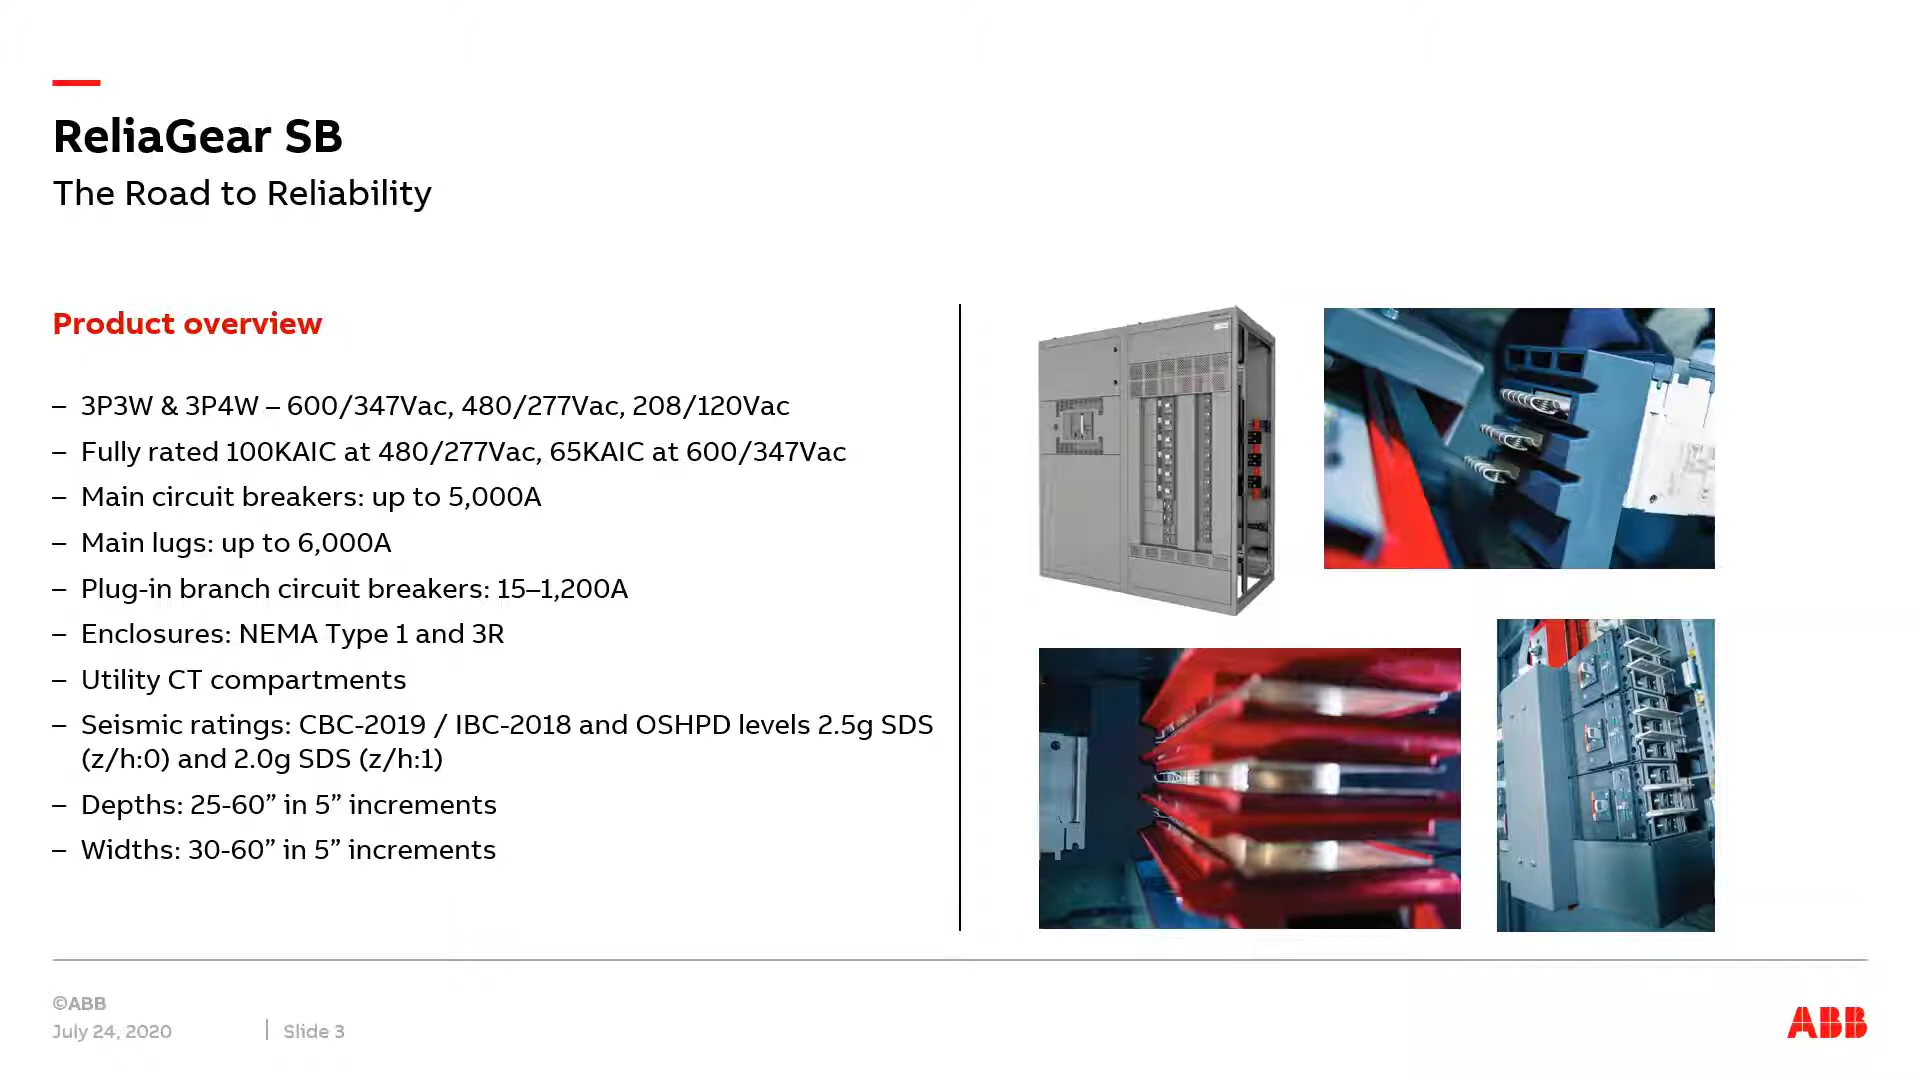 ReliaGear SB
The Road to Reliability
Product overview
– 3P3W & 3P4W – 600/347Vac, 480/277Vac, 208/120Vac
– Fully rated 100KAIC at 480/277Vac, 65KAIC at 600/347Vac
– Main circuit breakers: up to 5,000A
– Main lugs: up to 6,000A
– Plug-in branch circuit breakers: 15–1,200A
– Enclosures: NEMA Type 1 and 3R
– Utility CT compartments
– Seismic ratings: CBC-2019 / IBC-2018 and OSHPD levels 2.5g SDS
(z/h:0) and 2.0g SDS (z/h:1)
– Depths: 25-60” in 5” increments
– Widths: 30-60” in 5” increments
©ABB
July 24, 2020 | Slide 3
ABB